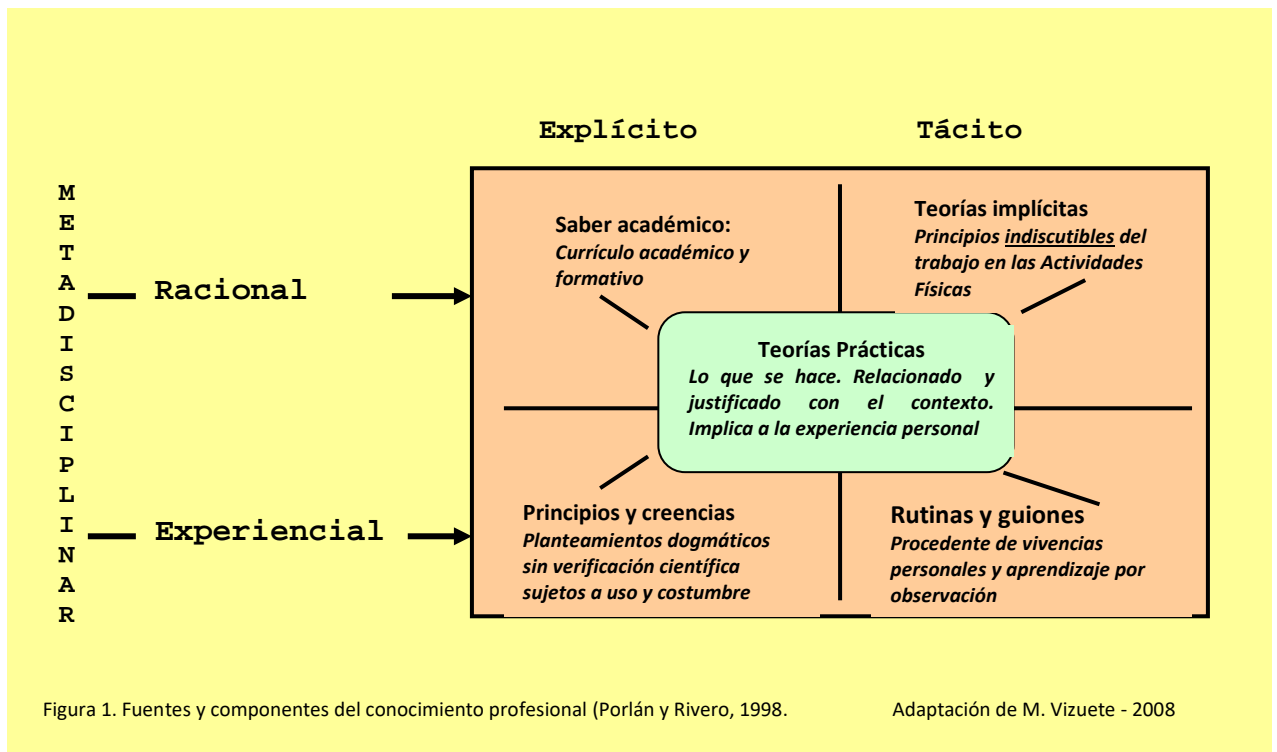 Explícito
Tácito
METADISCIPLINAR
Racional
Saber académico:
Currículo académico y
formativo
Teorías implícitas
Principios indiscutibles del
trabajo en las Actividades
Físicas
Teorías Prácticas
Lo que se hace. Relacionado y
justificado con el contexto.
Implica a la experiencia personal
Experiencial
Principios y creencias
Planteamientos dogmáticos
sin verificación científica
sujetos a uso y costumbre
Rutinas y guiones
Procedente de vivencias
personales y aprendizaje por
observación
Figura 1. Fuentes y componentes del conocimiento profesional (Porlán y Rivero, 1998.
Adaptación de M. Vizuete - 2008